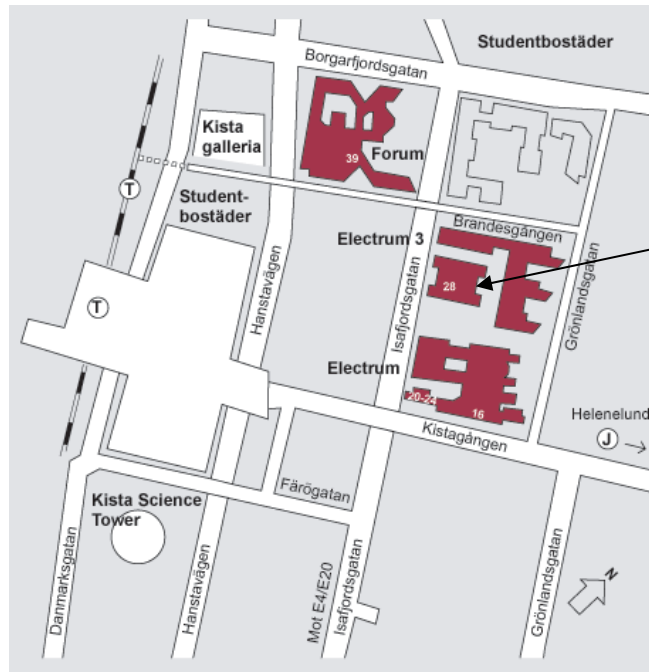 Studentbostäder
Borgarfjordsgatan
Kista
galleria
39
Forum
T
Student-
bostäder
Brandesgången
Electrum 3
28
Hanstavägen
Isafjordsgatan
Grönlandsgatan
T
Electrum
20-24
16
Kistagången
Helenelund
J
Färögatan
Kista Science
Tower
Danmarksgatan
Hanstavägen
Mot E4/E20
Isafjordsgatan
Grönlandsgatan
N